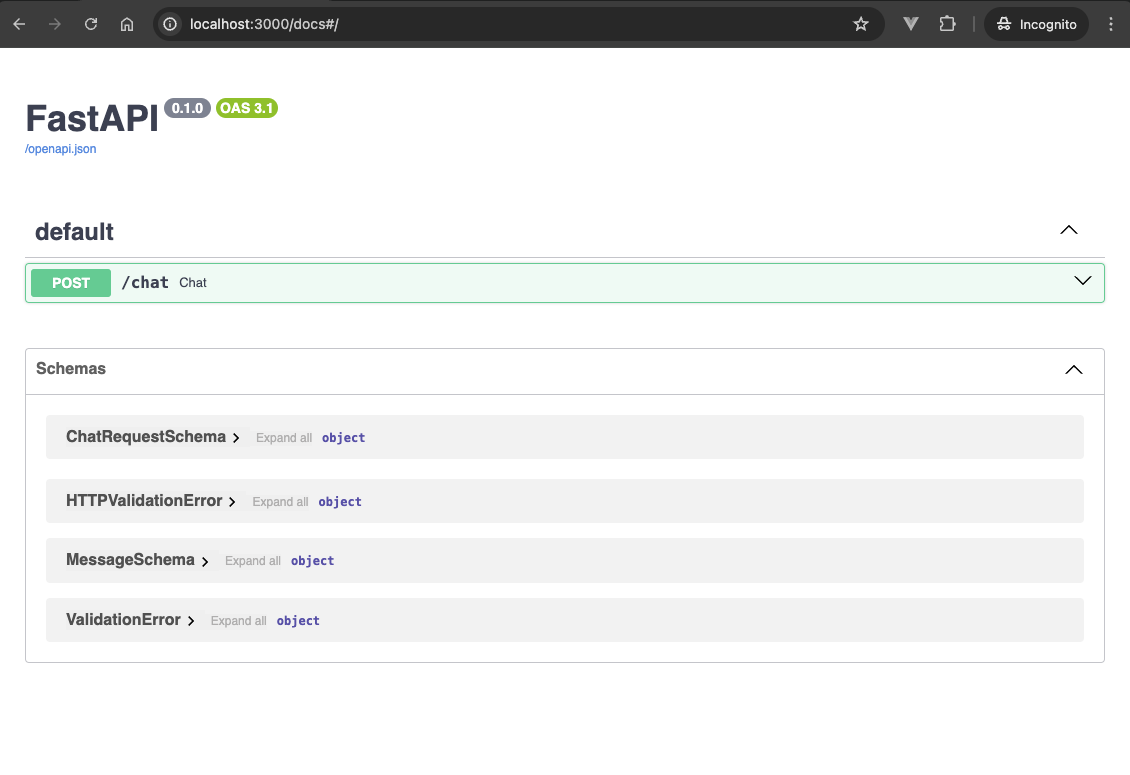 localhost:3000/docs#/
Incognito
FastAPI 0.1.0 OAS 3.1
/openapi.json
default
POST /chat Chat
Schemas
ChatRequestSchema Expand all object
HTTPValidationError Expand all object
MessageSchema Expand all object
ValidationError Expand all object